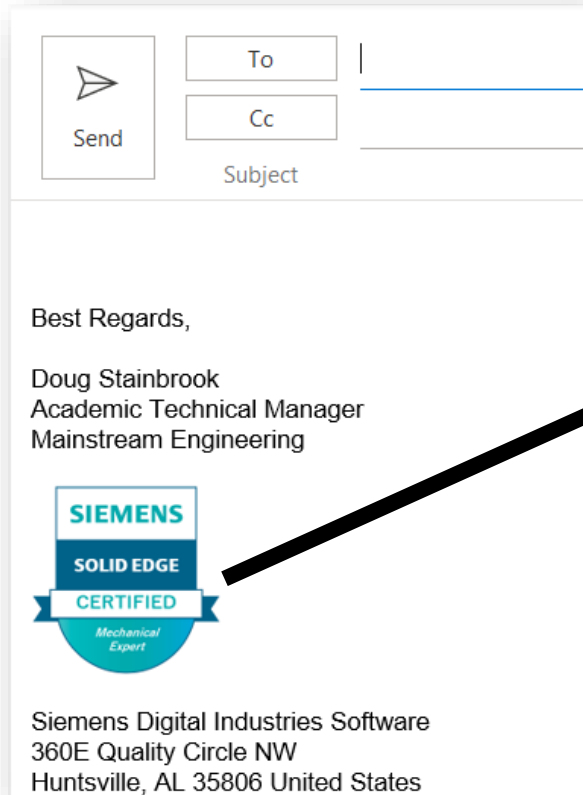 To
Cc
Send
Subject
Best Regards,
Doug Stainbrook
Academic Technical Manager
Mainstream Engineering
SIEMENS
SOLID EDGE
CERTIFIED
Mechanical
Expert
Siemens Digital Industries Software
360E Quality Circle NW
Huntsville, AL 35806 United States